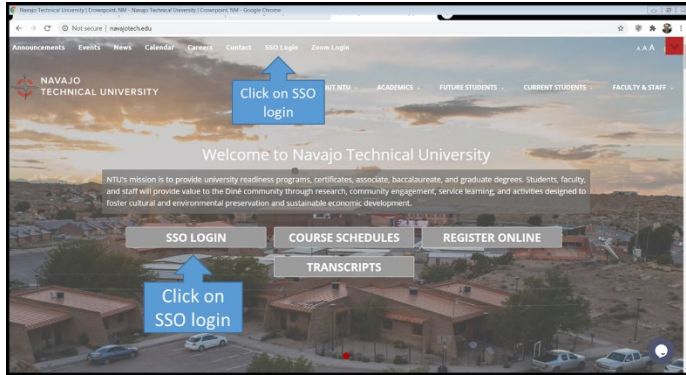 Navajo Technical University | Crownpoint, NM - Navajo Technical University | Crownpoint, NM - Google Chrome
Not secure | navajotech.edu
Announcements Events News Calendar Careers Contact SSO Login Zoom Login
A A A
NAVAJO
TECHNICAL UNIVERSITY
OUT NTU ACADEMICS FUTURE STUDENTS CURRENT STUDENTS FACULTY & STAFF
Click on SSO
login
Welcome to Navajo Technical University
NTU's mission is to provide university readiness programs, certificates, associate, baccalaureate, and graduate degrees. Students, faculty,
and staff will provide value to the Diné community through research, community engagement, service learning, and activities designed to
foster cultural and environmental preservation and sustainable economic development.
SSO LOGIN COURSE SCHEDULES REGISTER ONLINE
TRANSCRIPTS
Click on
SSO login